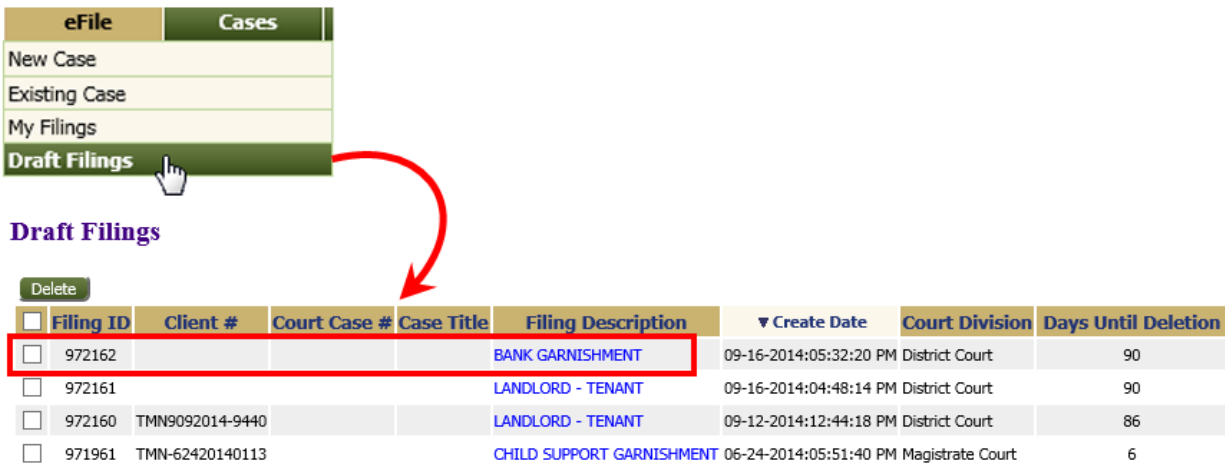 eFile Cases
New Case
Existing Case
My Filings
Draft Filings
Draft Filings
Delete
Filing ID Client # Court Case # Case Title Filing Description ▼Create Date Court Division Days Until Deletion
972162 BANK GARNISHMENT 09-16-2014:05:32:20 PM District Court 90
972161 LANDLORD - TENANT 09-16-2014:04:48:14 PM District Court 90
972160 TMN9092014-9440 LANDLORD - TENANT 09-12-2014:12:44:18 PM District Court 86
971961 TMN-62420140113 CHILD SUPPORT GARNISHMENT 06-24-2014:05:51:40 PM Magistrate Court 6